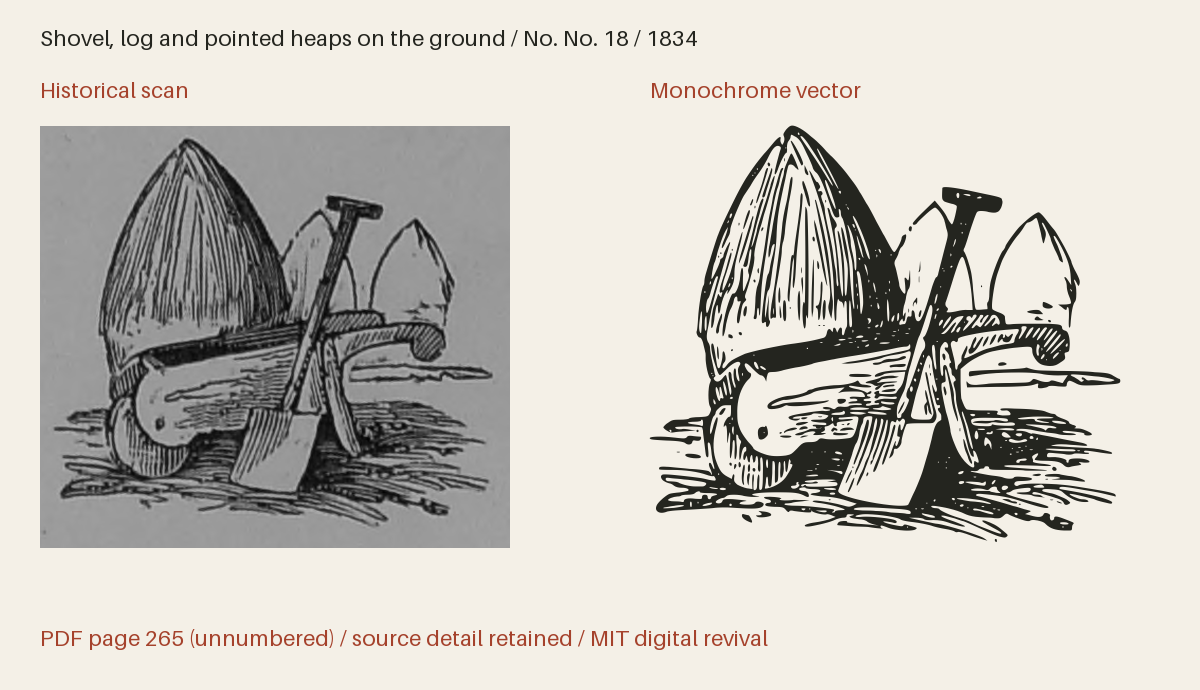 Shovel, log and pointed heaps on the ground / No. No. 18 / 1834
Historical scan
Monochrome vector
PDF page 265 (unnumbered) / source detail retained / MIT digital revival